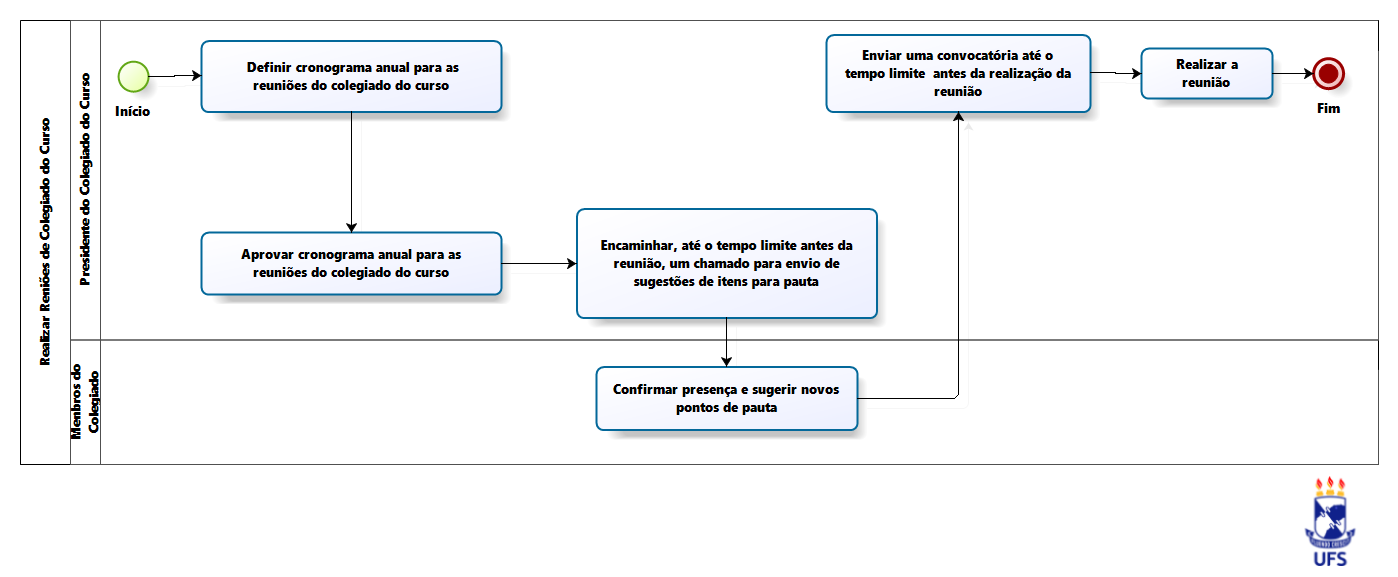 Realizar Reniões de Colegiado do Curso
Presidente do Colegiado do Curso
Início
Definir cronograma anual para as
reuniões do colegiado do curso
Enviar uma convocatória até o
tempo limite antes da realização da
reunião
Realizar a
reunião
Fim
Aprovar cronograma anual para as
reuniões do colegiado do curso
Encaminhar, até o tempo limite antes da
reunião, um chamado para envio de
sugestões de itens para pauta
Membros do
Colegiado
Confirmar presença e sugerir novos
pontos de pauta
UFS